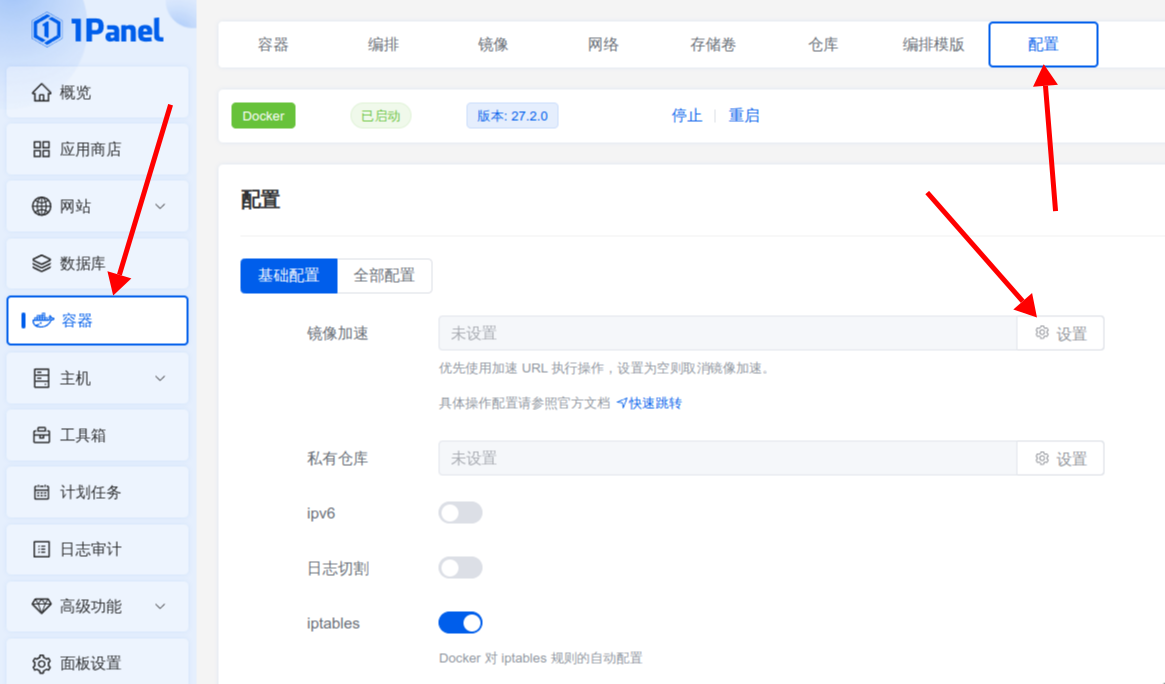 1Panel
概览
应用商店
网站
数据库
容器
主机
工具箱
计划任务
日志审计
高级功能
面板设置
容器 编排 镜像 网络 存储卷 仓库 编排模版 配置
Docker 已启动 版本: 27.2.0 停止 重启
配置
基础配置 全部配置
镜像加速 未设置 设置
优先使用加速 URL 执行操作，设置为空则取消镜像加速。
具体操作配置请参照官方文档 快速跳转
私有仓库 未设置 设置
ipv6
日志切割
iptables
Docker 对 iptables 规则的自动配置